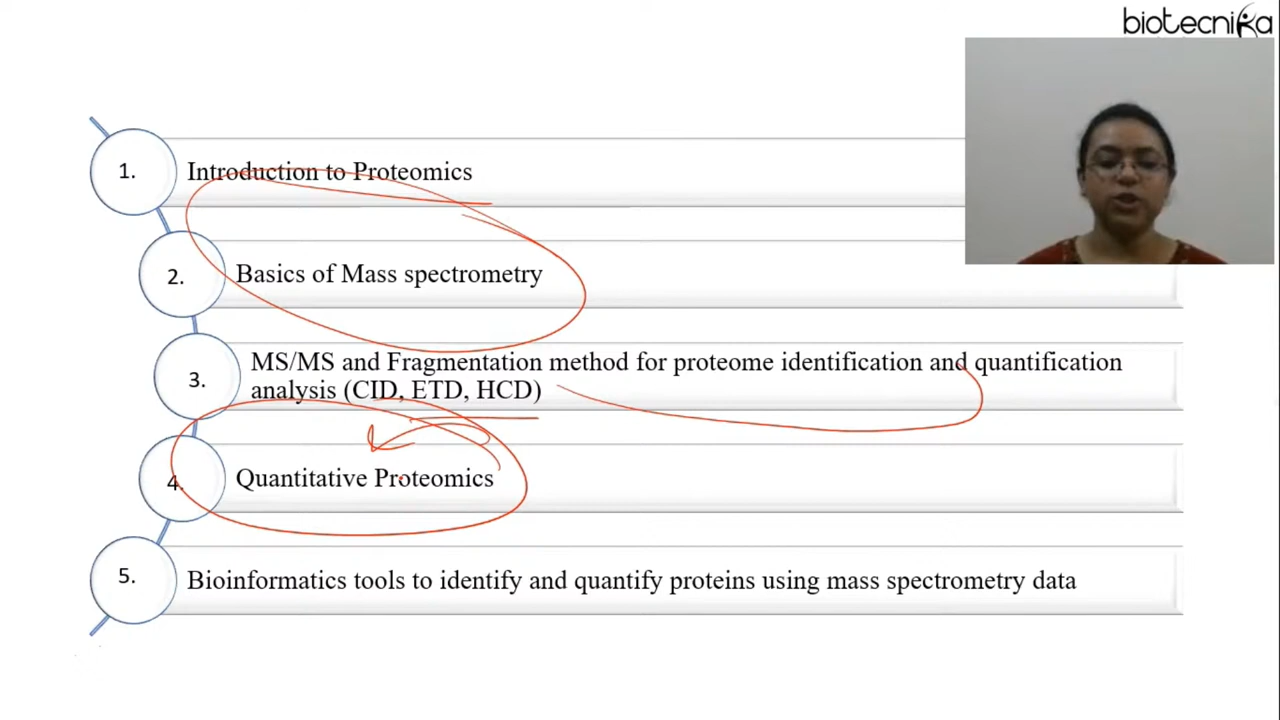 biotecnika
1. Introduction to Proteomics
2. Basics of Mass spectrometry
3. MS/MS and Fragmentation method for proteome identification and quantification
analysis (CID, ETD, HCD)
4. Quantitative Proteomics
5. Bioinformatics tools to identify and quantify proteins using mass spectrometry data